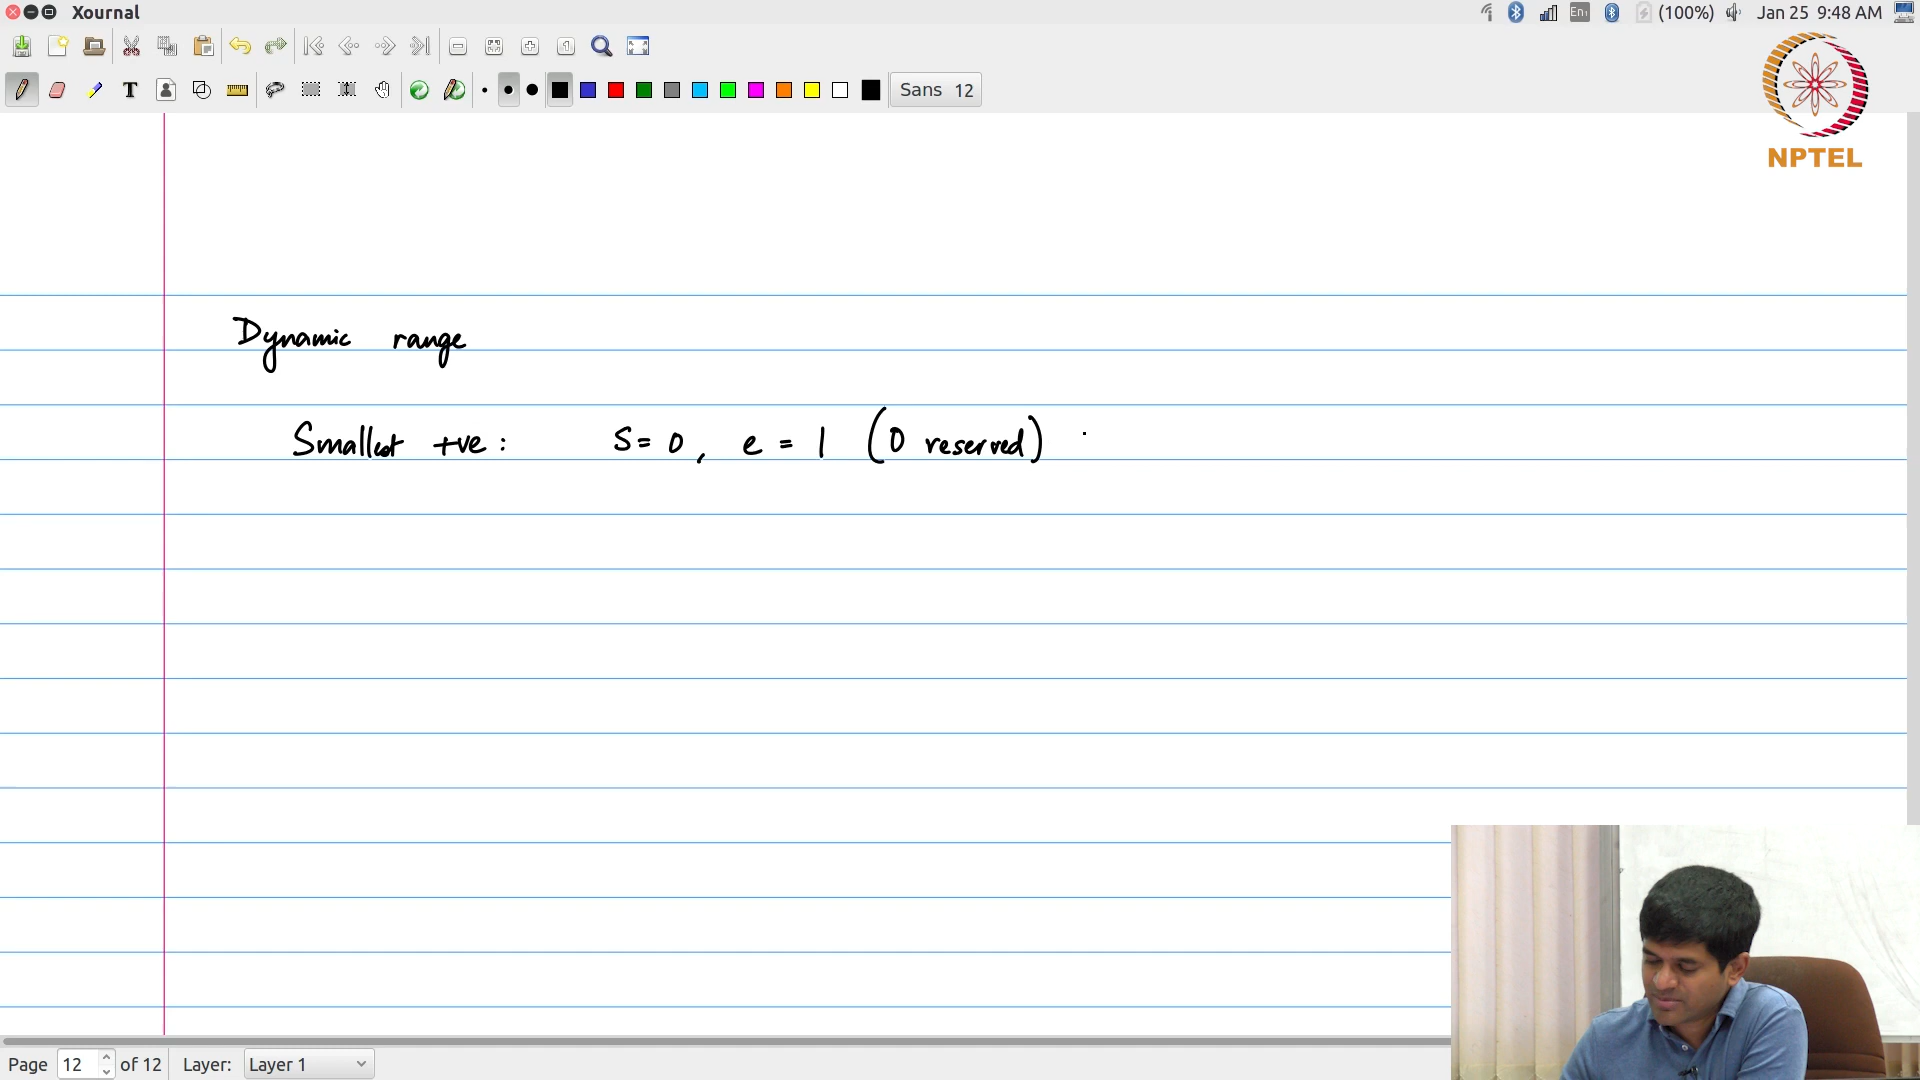 Xournal
En1 (100%) Jan 25 9:48 AM
T Sans 12
NPTEL
Dynamic range
Smallest +ve: S = 0, e = 1 (0 reserved)
Page 12 of 12 Layer: Layer 1